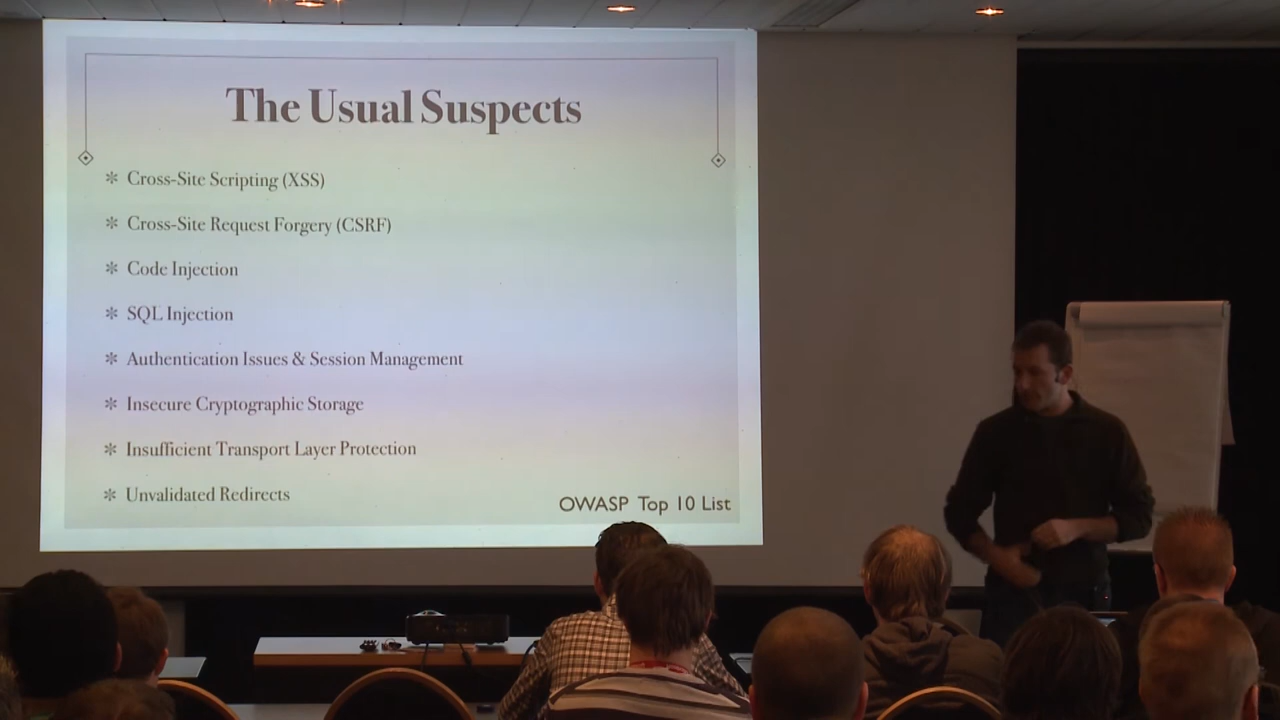 The Usual Suspects
* Cross-Site Scripting (XSS)
* Cross-Site Request Forgery (CSRF)
* Code Injection
* SQL Injection
* Authentication Issues & Session Management
* Insecure Cryptographic Storage
* Insufficient Transport Layer Protection
* Unvalidated Redirects
OWASP Top 10 List